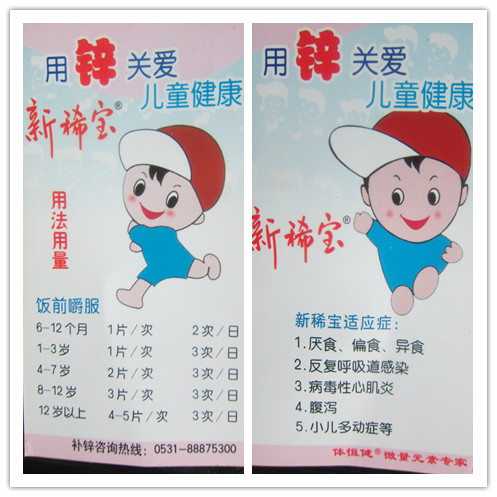 用锌关爱
儿童健康
新稀宝®
用法用量
饭前嚼服
6-12个月 1片/次 2次/日
1-3岁 1片/次 3次/日
4-7岁 2片/次 3次/日
8-12岁 3片/次 3次/日
12岁以上 4-5片/次 3次/日
补锌咨询热线：0531-88875300
用锌关爱
儿童健康
新稀宝®
新稀宝适应症：
1.厌食、偏食、异食
2.反复呼吸道感染
3.病毒性心肌炎
4.腹泻
5.小儿多动症等
体恒健®微量元素专家